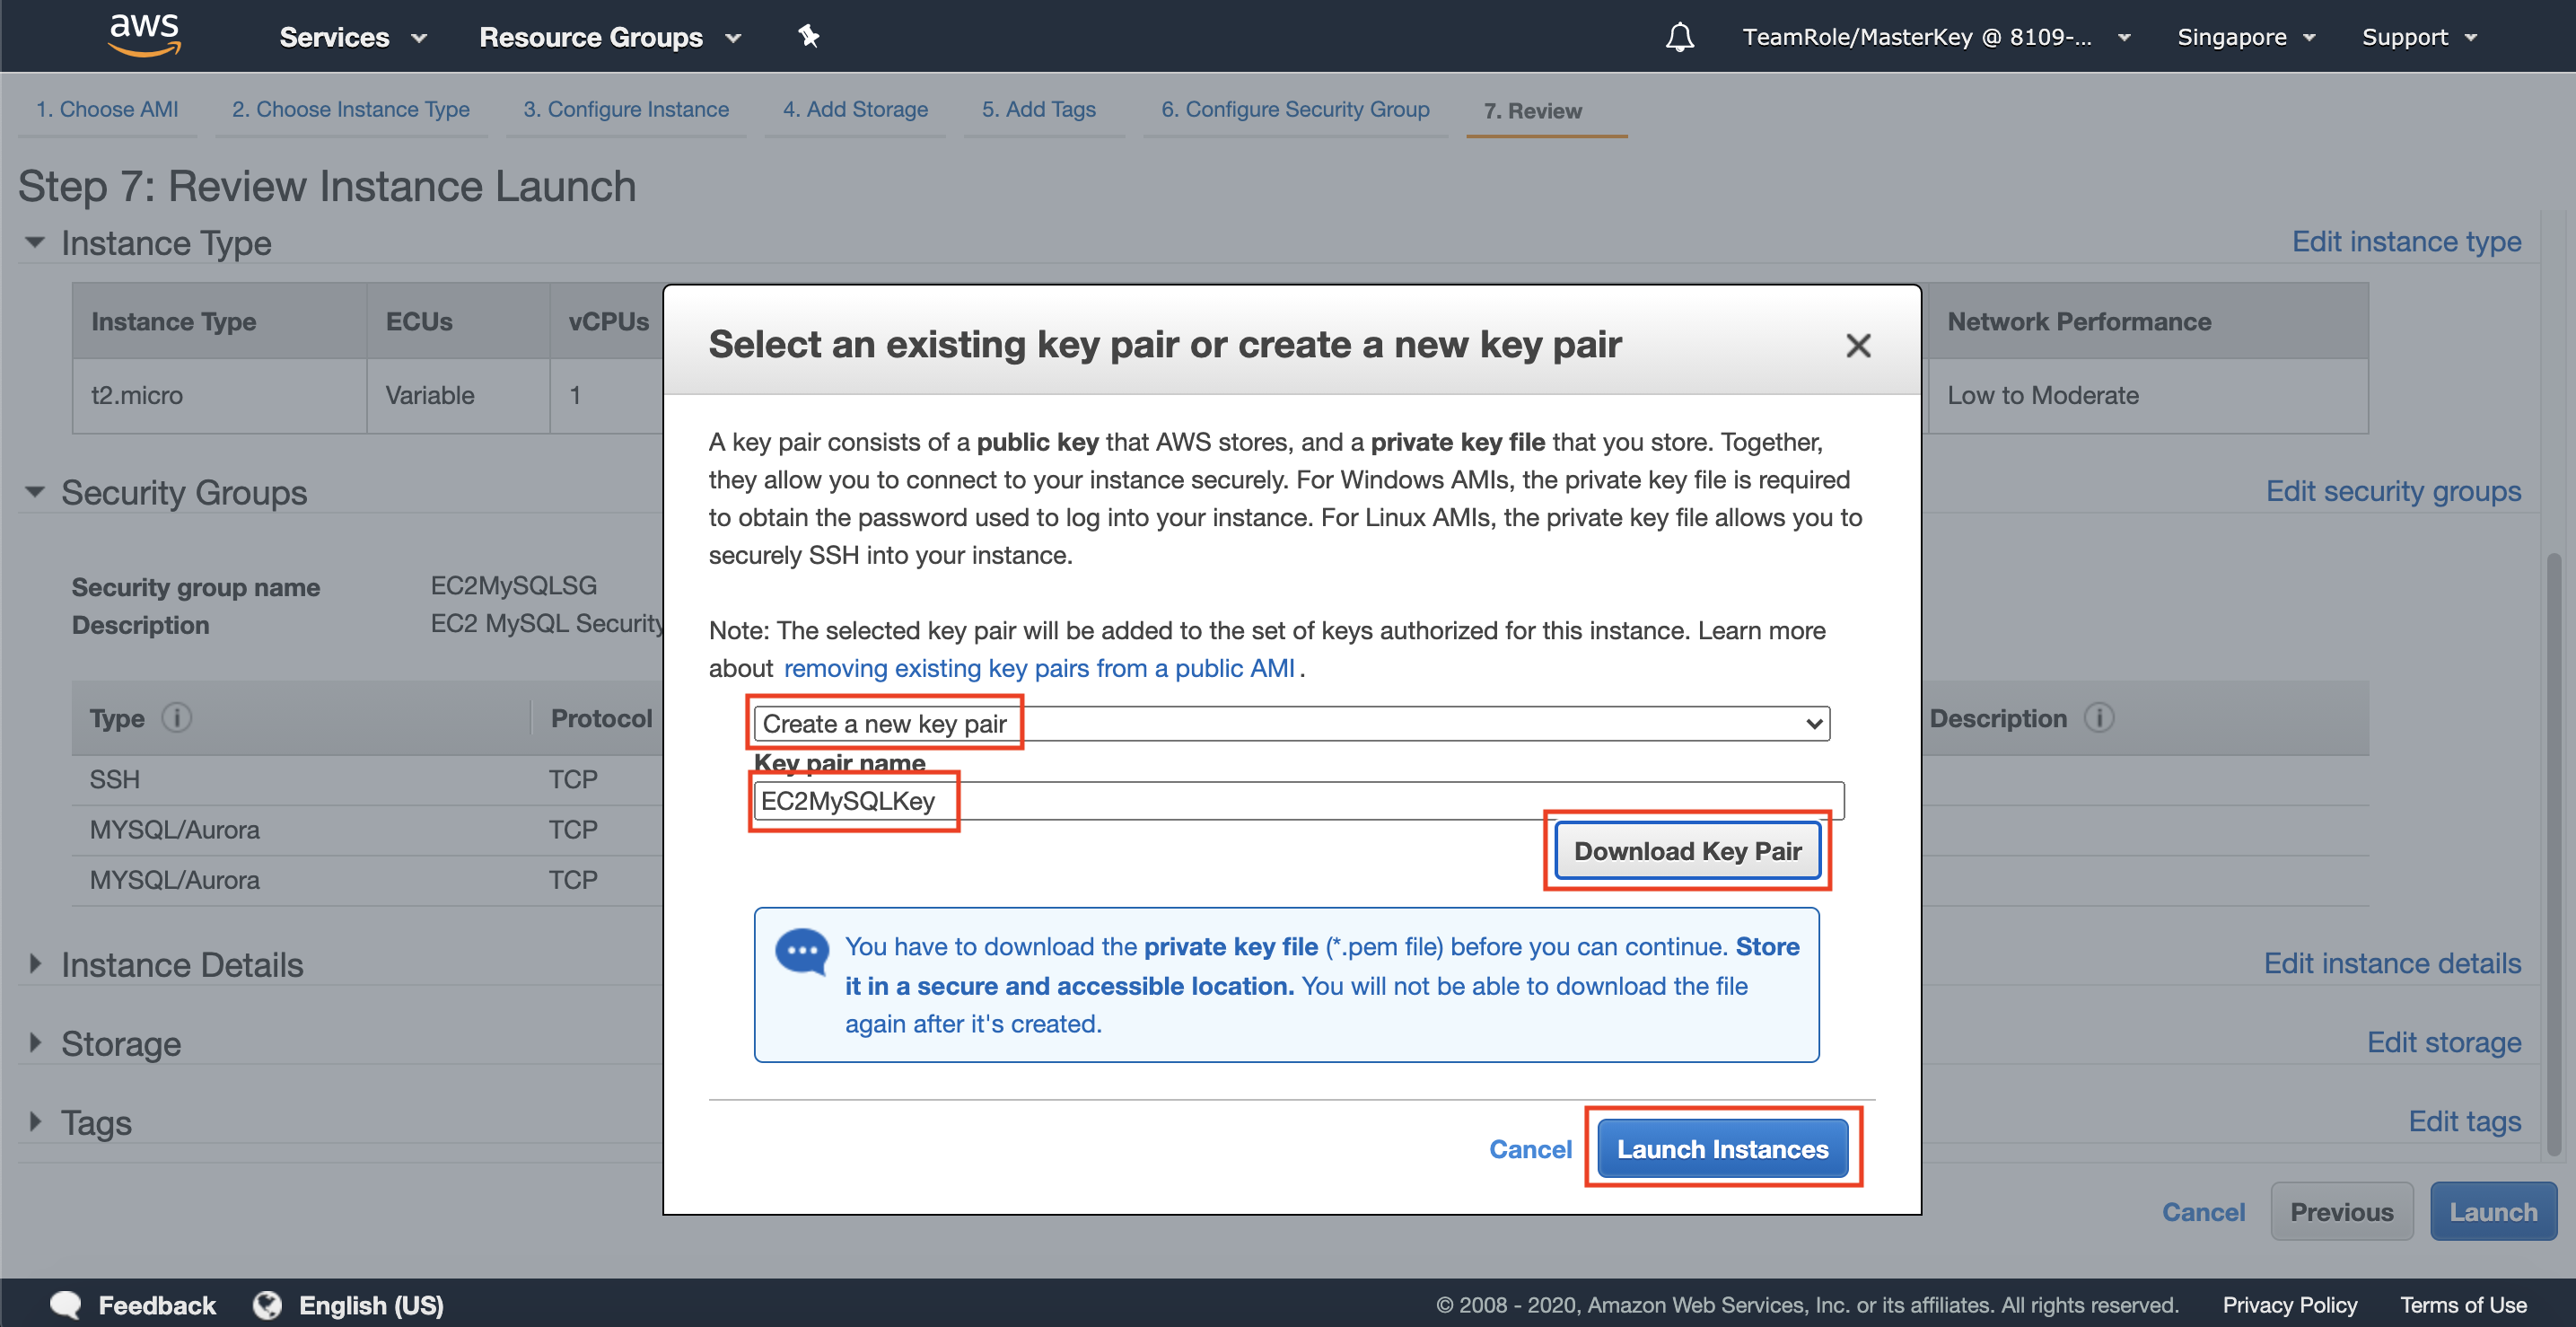 aws
Services
Resource Groups
TeamRole/MasterKey @ 8109-...
Singapore
Support
1. Choose AMI
2. Choose Instance Type
3. Configure Instance
4. Add Storage
5. Add Tags
6. Configure Security Group
7. Review
Step 7: Review Instance Launch
Instance Type
Edit instance type
Instance Type
ECUs
vCPUs
Network Performance
t2.micro
Variable
1
Low to Moderate
Security Groups
Edit security groups
Security group name
EC2MySQLSG
Description
EC2 MySQL Security
Type
Protocol
Description
SSH
TCP
MYSQL/Aurora
TCP
MYSQL/Aurora
TCP
Instance Details
Edit instance details
Storage
Edit storage
Tags
Edit tags
Select an existing key pair or create a new key pair
A key pair consists of a public key that AWS stores, and a private key file that you store. Together,
they allow you to connect to your instance securely. For Windows AMIs, the private key file is required
to obtain the password used to log into your instance. For Linux AMIs, the private key file allows you to
securely SSH into your instance.
Note: The selected key pair will be added to the set of keys authorized for this instance. Learn more
about removing existing key pairs from a public AMI .
Create a new key pair
Key pair name
EC2MySQLKey
Download Key Pair
You have to download the private key file (*.pem file) before you can continue. Store
it in a secure and accessible location. You will not be able to download the file
again after it's created.
Cancel
Launch Instances
Cancel
Previous
Launch
Feedback
English (US)
© 2008 - 2020, Amazon Web Services, Inc. or its affiliates. All rights reserved.
Privacy Policy
Terms of Use